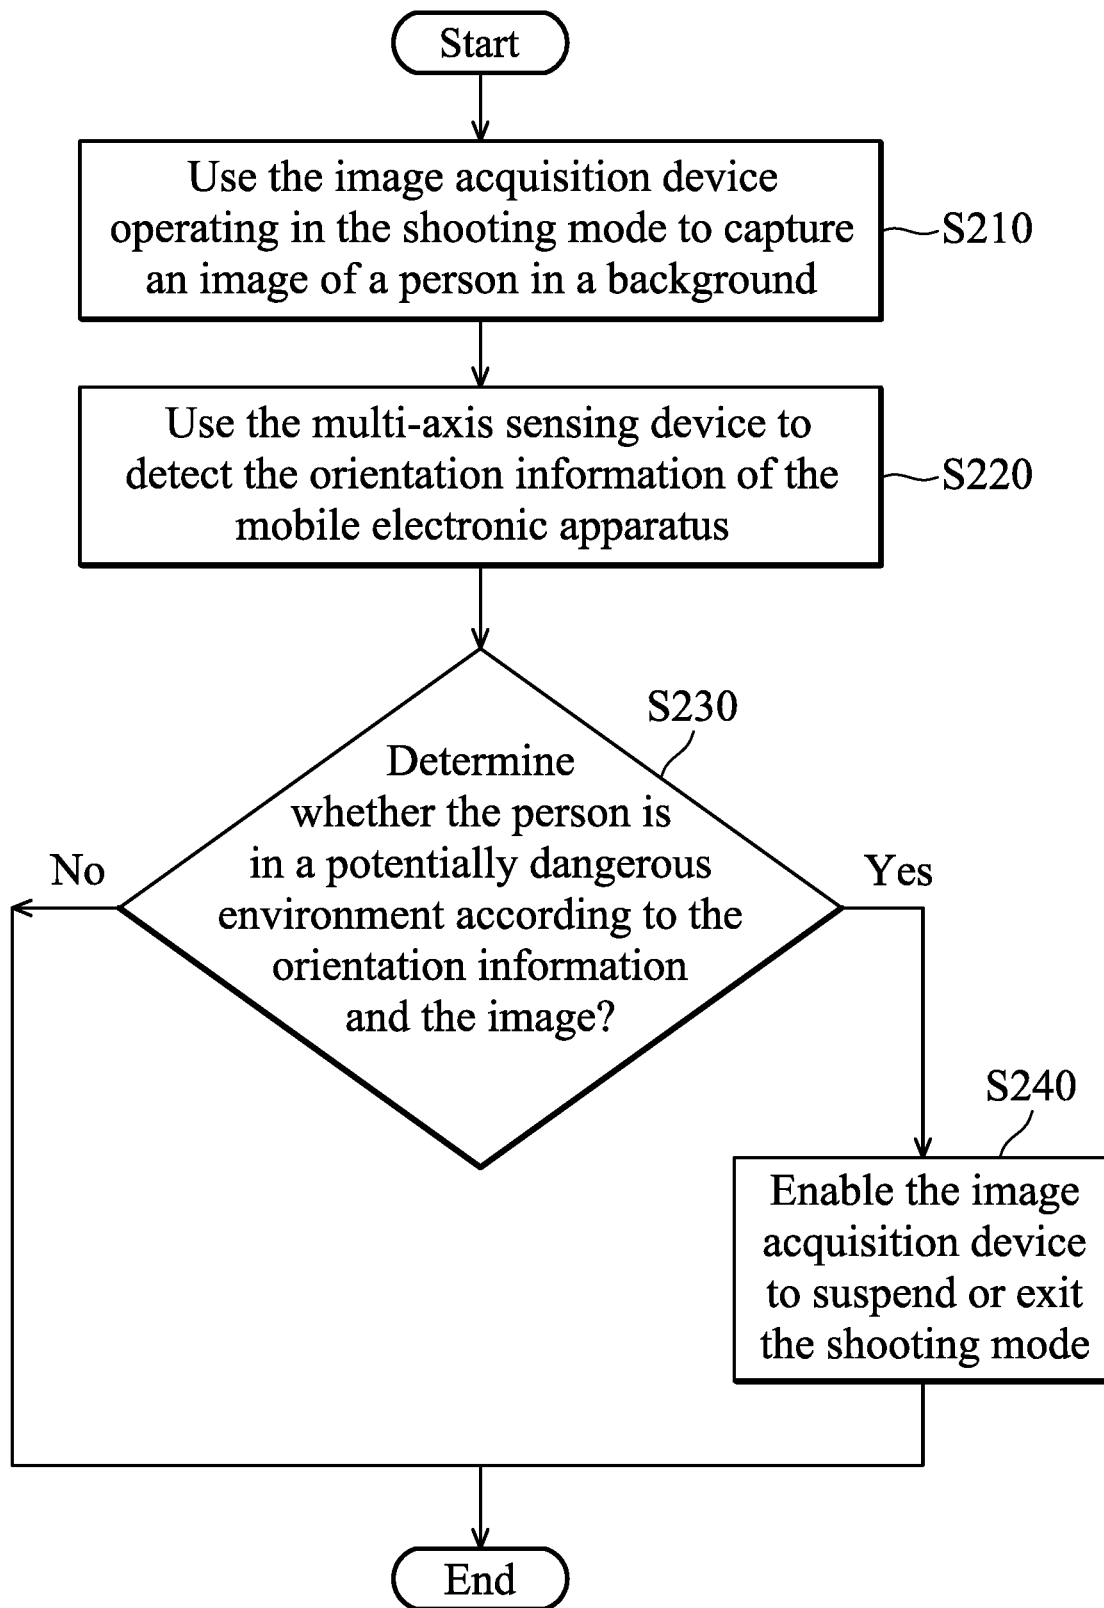 Start
Use the image acquisition device
operating in the shooting mode to capture
an image of a person in a background
S210
Use the multi-axis sensing device to
detect the orientation information of the
mobile electronic apparatus
S220
S230
Determine
whether the person is
in a potentially dangerous
environment according to the
orientation information
and the image?
No
Yes
S240
Enable the image
acquisition device
to suspend or exit
the shooting mode
End